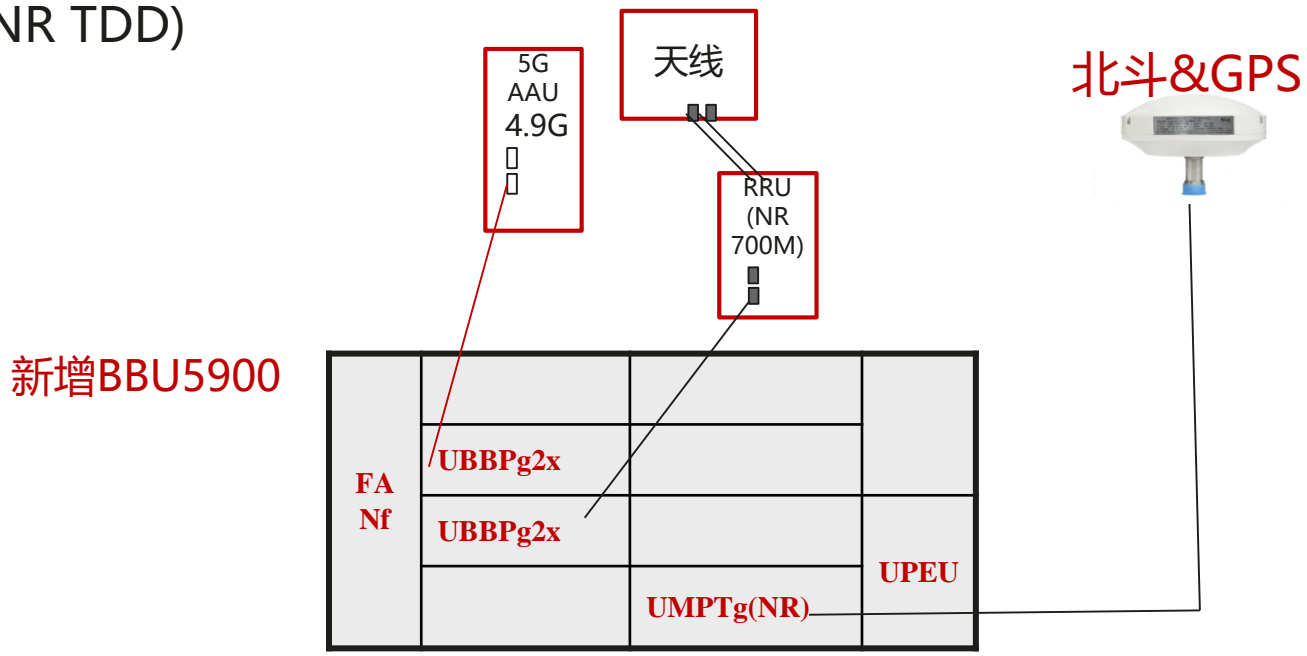 NR TDD)
5G
AAU
4.9G
天线
北斗&GPS
RRU
(NR
700M)
新增BBU5900
FA
Nf
UBBPg2x
UBBPg2x
UPEU
UMPTg(NR)